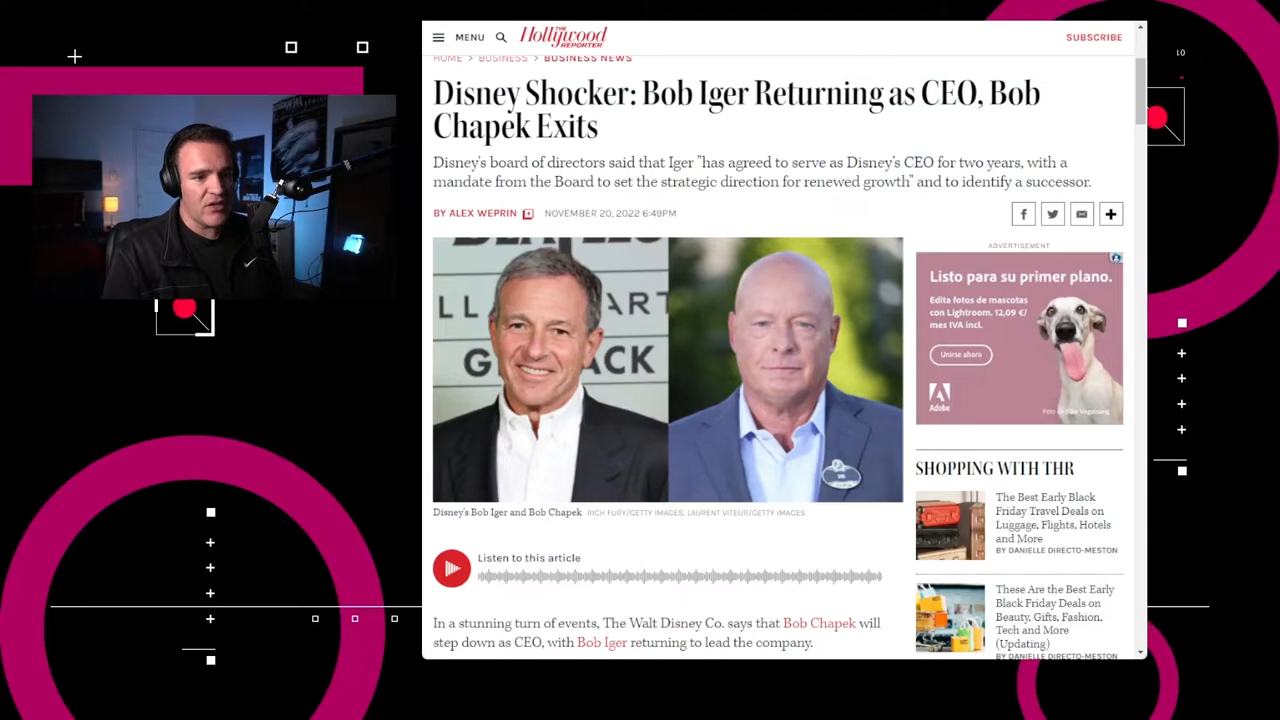 MENU
THE
Hollywood
REPORTER
SUBSCRIBE
HOME > BUSINESS > BUSINESS NEWS
Disney Shocker: Bob Iger Returning as CEO, Bob
Chapek Exits
Disney's board of directors said that Iger "has agreed to serve as Disney's CEO for two years, with a
mandate from the Board to set the strategic direction for renewed growth" and to identify a successor.
BY ALEX WEPRIN
NOVEMBER 20, 2022 6:49PM
Disney's Bob Iger and Bob Chapek RICH FURY/GETTY IMAGES; LAURENT VITEUR/GETTY IMAGES
Listen to this article
In a stunning turn of events, The Walt Disney Co. says that Bob Chapek will
step down as CEO, with Bob Iger returning to lead the company.
ADVERTISEMENT
Listo para su primer plano.
Edita fotos de mascotas
con Lightroom. 12,09 €/
mes IVA incl.
Unirse ahora
Adobe
SHOPPING WITH THR
The Best Early Black
Friday Travel Deals on
Luggage, Flights, Hotels
and More
BY DANIELLE DIRECTO-MESTON
These Are the Best Early
Black Friday Deals on
Beauty, Gifts, Fashion,
Tech and More
(Updating)
BY DANIELLE DIRECTO-MESTON